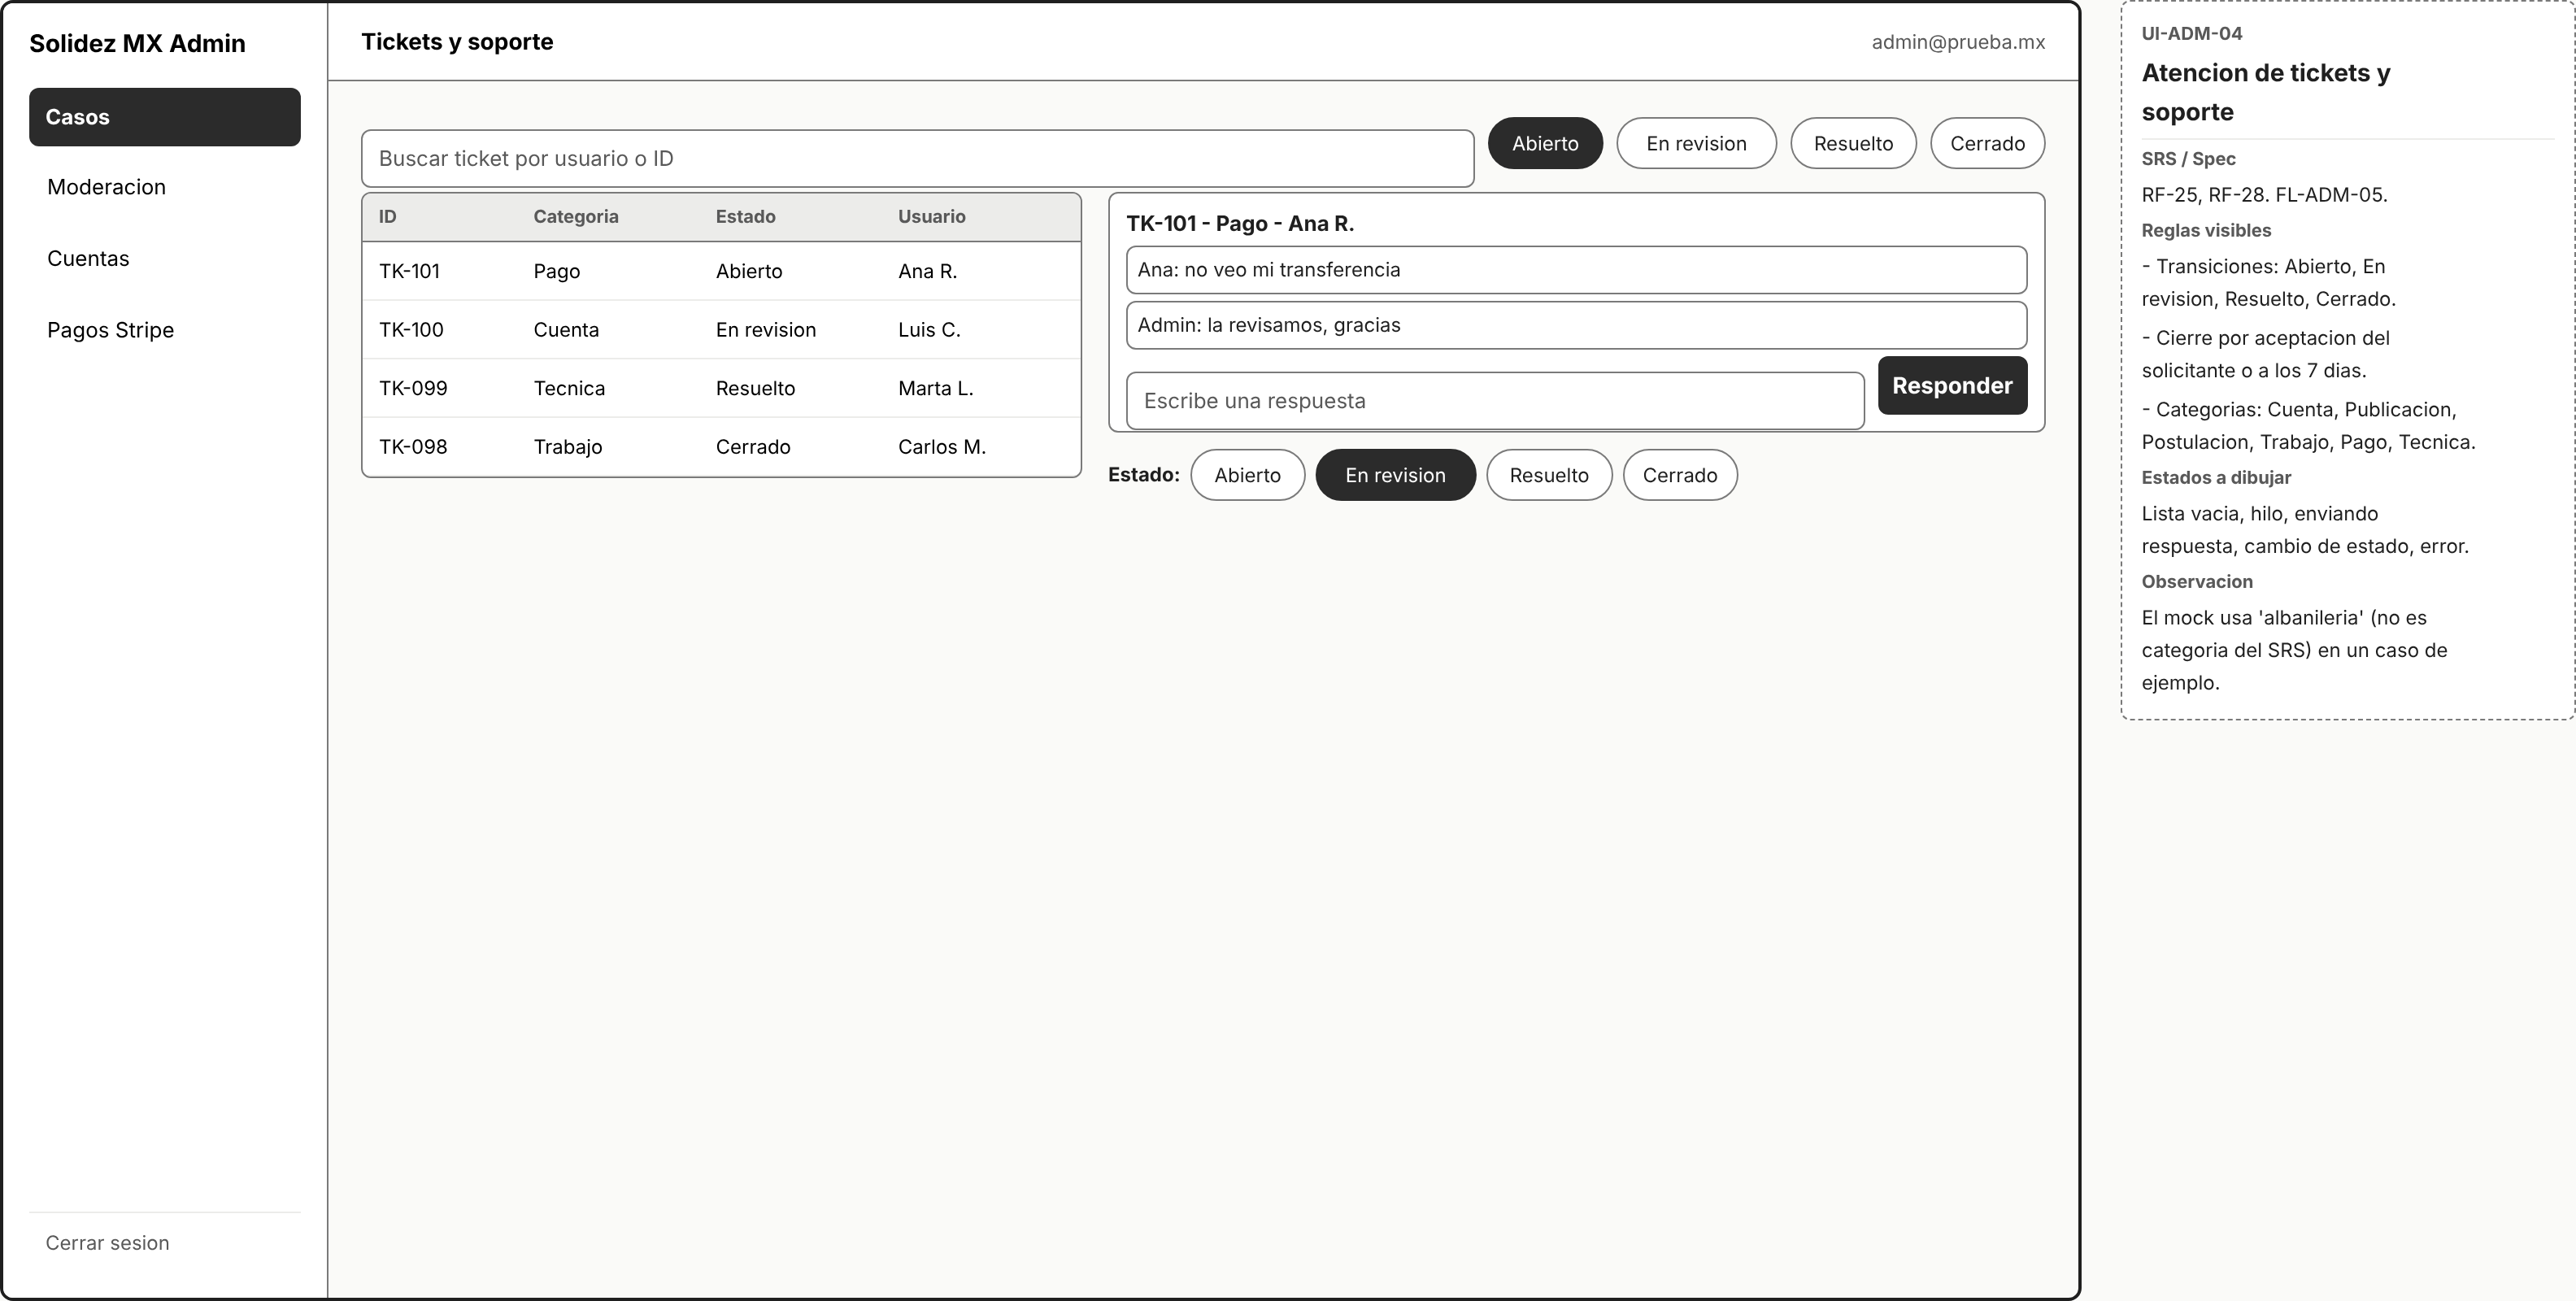 Solidez MX Admin
Casos
Moderacion
Cuentas
Pagos Stripe
Cerrar sesion
Tickets y soporte
admin@prueba.mx
Buscar ticket por usuario o ID
Abierto
En revision
Resuelto
Cerrado
ID Categoria Estado Usuario
TK-101 Pago Abierto Ana R.
TK-100 Cuenta En revision Luis C.
TK-099 Tecnica Resuelto Marta L.
TK-098 Trabajo Cerrado Carlos M.
TK-101 - Pago - Ana R.
Ana: no veo mi transferencia
Admin: la revisamos, gracias
Escribe una respuesta
Responder
Estado: Abierto En revision Resuelto Cerrado
UI-ADM-04
Atencion de tickets y
soporte
SRS / Spec
RF-25, RF-28. FL-ADM-05.
Reglas visibles
- Transiciones: Abierto, En
revision, Resuelto, Cerrado.
- Cierre por aceptacion del
solicitante o a los 7 dias.
- Categorias: Cuenta, Publicacion,
Postulacion, Trabajo, Pago, Tecnica.
Estados a dibujar
Lista vacia, hilo, enviando
respuesta, cambio de estado, error.
Observacion
El mock usa 'albanileria' (no es
categoria del SRS) en un caso de
ejemplo.